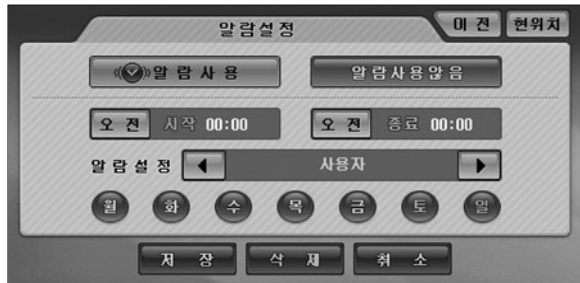 알람설정 이 전 현위치
알 람 사 용 알 람 사 용 않 음
오 전 시작 00:00 오 전 종료 00:00
알 람 설 정 사용자
월 화 수 목 금 토 일
저 장 삭 제 취 소